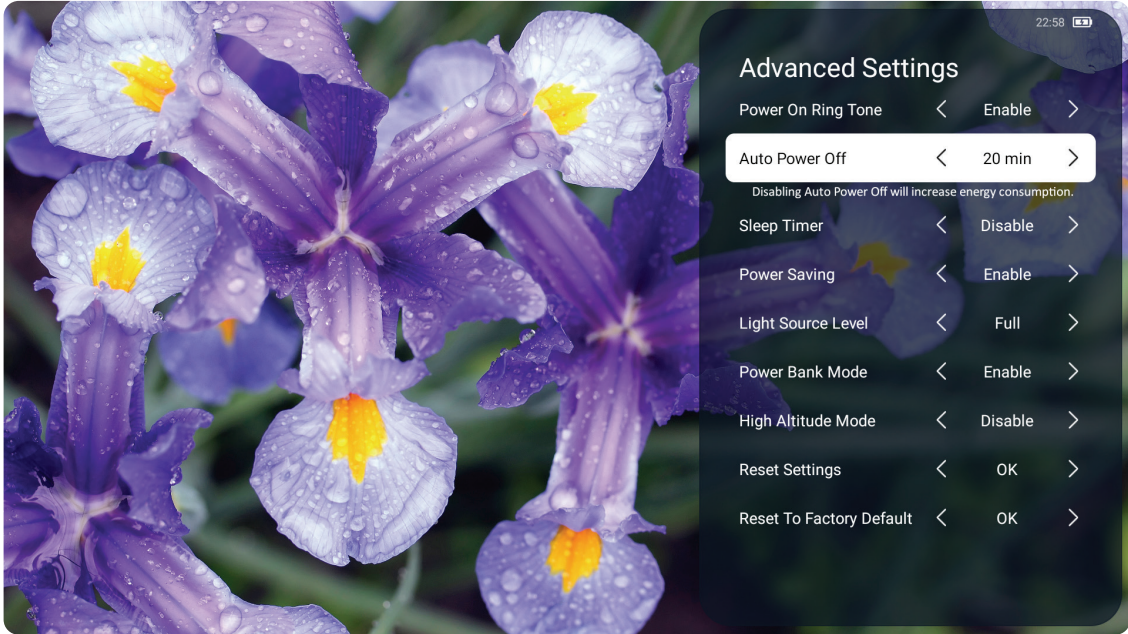 22:58
Advanced Settings
Power On Ring Tone Enable
Auto Power Off 20 min
Disabling Auto Power Off will increase energy consumption.
Sleep Timer Disable
Power Saving Enable
Light Source Level Full
Power Bank Mode Enable
High Altitude Mode Disable
Reset Settings OK
Reset To Factory Default OK